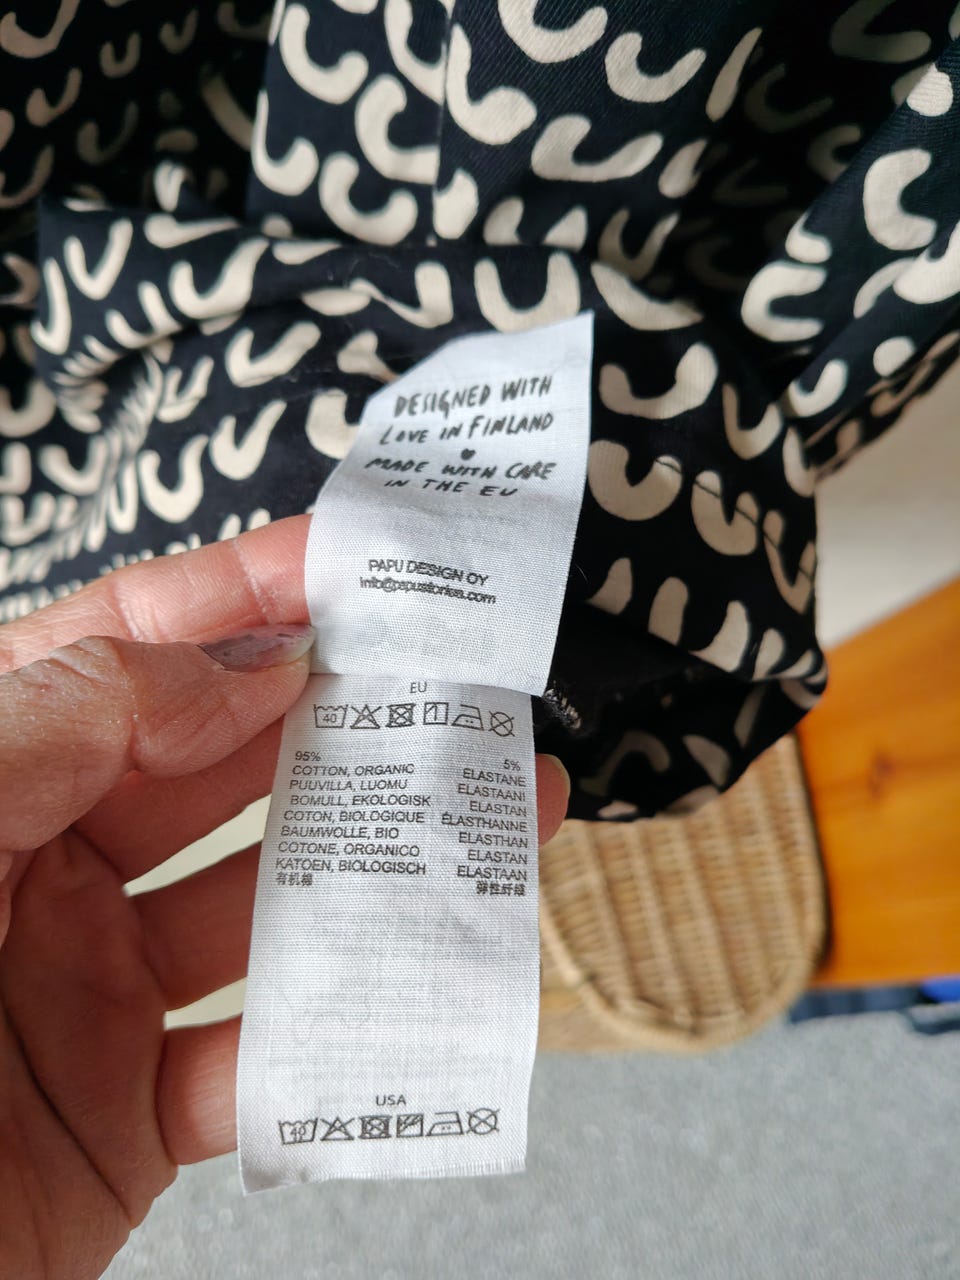 DESIGNED WITH
LOVE IN FINLAND
MADE WITH CARE
IN THE EU
PAPU DESIGN OY
info@papustories.com
EU
40
95%
COTTON, ORGANIC
PUUVILLA, LUOMU
BOMULL, EKOLOGISK
COTON, BIOLOGIQUE
BAUMWOLLE, BIO
COTONE, ORGANICO
KATOEN, BIOLOGISCH
有机棉
5%
ELASTANE
ELASTAANI
ELASTAN
ÉLASTHANNE
ELASTHAN
ELASTAN
ELASTAAN
弹性纤维
USA
40